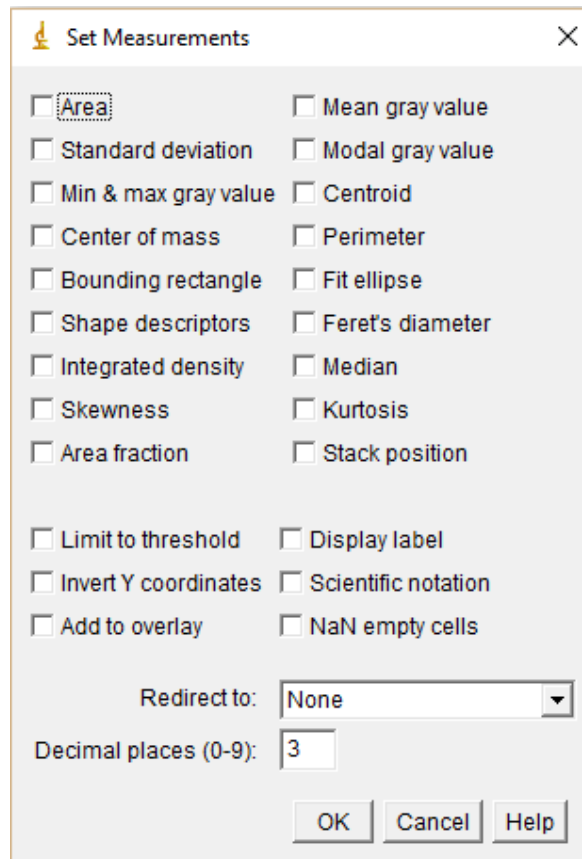 Set Measurements
Area Mean gray value
Standard deviation Modal gray value
Min & max gray value Centroid
Center of mass Perimeter
Bounding rectangle Fit ellipse
Shape descriptors Feret's diameter
Integrated density Median
Skewness Kurtosis
Area fraction Stack position
Limit to threshold Display label
Invert Y coordinates Scientific notation
Add to overlay NaN empty cells
Redirect to: None
Decimal places (0-9): 3
OK Cancel Help